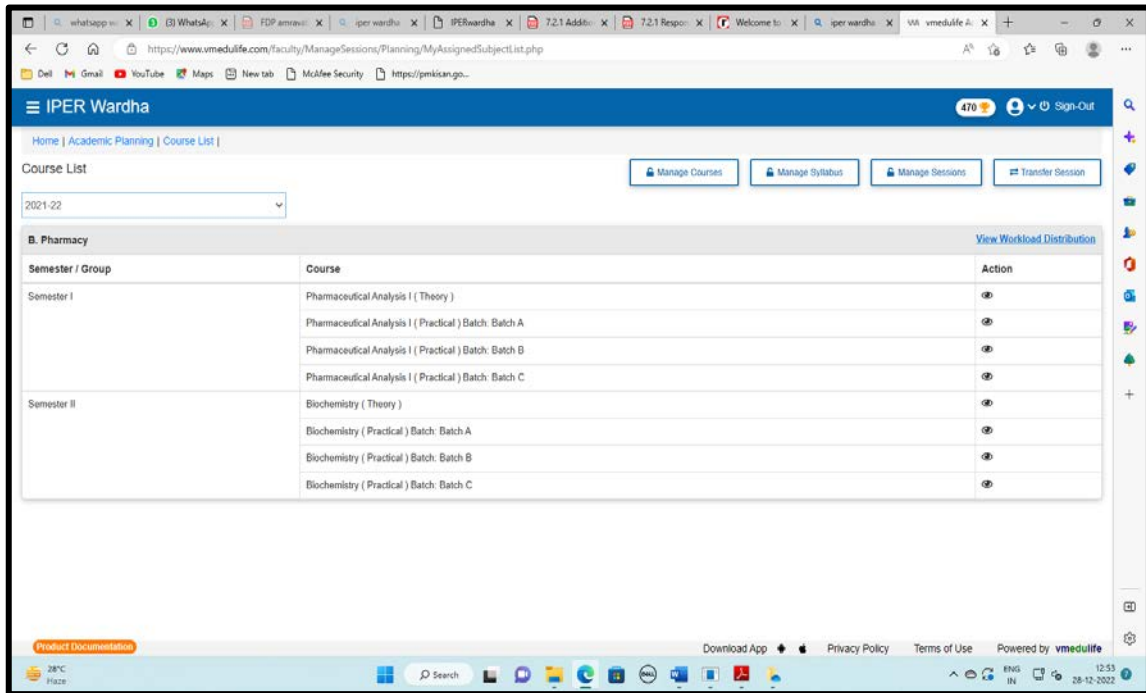 whatsapp w
(3) WhatsAp
FDP amravati
iper wardha
IPERwardha
7.2.1 Additio
7.2.1 Respon
Welcome to
iper wardha
vmedulife A
https://www.vmedulife.com/faculty/ManageSessions/Planning/MyAssignedSubjectList.php
Dell Gmail YouTube Maps New tab McAfee Security https://pmkisan.go...
IPER Wardha 470 Sign-Out
Home | Academic Planning | Course List |
Course List Manage Courses Manage Syllabus Manage Sessions Transfer Session
2021-22
B. Pharmacy View Workload Distribution
Semester / Group Course Action
Semester I Pharmaceutical Analysis I ( Theory )
Pharmaceutical Analysis I ( Practical ) Batch: Batch A
Pharmaceutical Analysis I ( Practical ) Batch: Batch B
Pharmaceutical Analysis I ( Practical ) Batch: Batch C
Semester II Biochemistry ( Theory )
Biochemistry ( Practical ) Batch: Batch A
Biochemistry ( Practical ) Batch: Batch B
Biochemistry ( Practical ) Batch: Batch C
Product Documentation Download App Privacy Policy Terms of Use Powered by vmedulife
28°C
Haze
Search
ENG
IN
12:53
28-12-2022